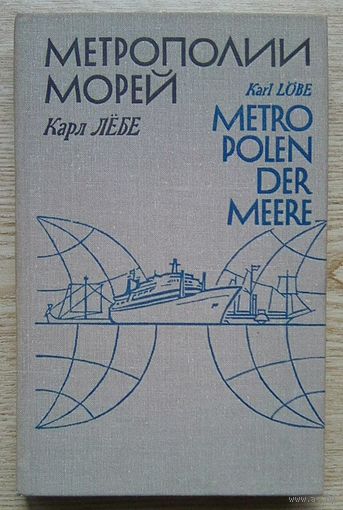 МЕТРОПОЛИИ
МОРЕЙ
Карл ЛЁБЕ
Karl LÖBE
METRO
POLEN
DER
MEERE